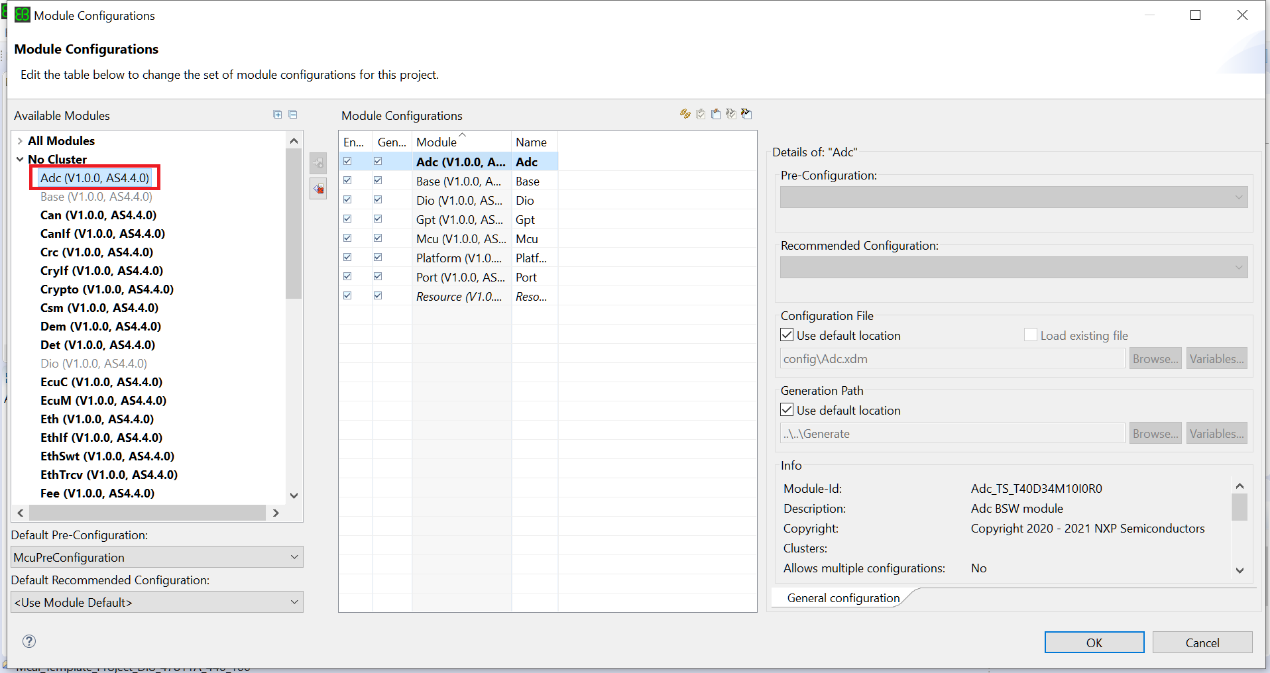 Module Configurations
Module Configurations
Edit the table below to change the set of module configurations for this project.
Available Modules
All Modules
No Cluster
Adc (V1.0.0, AS4.4.0)
Base (V1.0.0, AS4.4.0)
Can (V1.0.0, AS4.4.0)
CanIf (V1.0.0, AS4.4.0)
Crc (V1.0.0, AS4.4.0)
CryIf (V1.0.0, AS4.4.0)
Crypto (V1.0.0, AS4.4.0)
Csm (V1.0.0, AS4.4.0)
Dem (V1.0.0, AS4.4.0)
Det (V1.0.0, AS4.4.0)
Dio (V1.0.0, AS4.4.0)
EcuC (V1.0.0, AS4.4.0)
EcuM (V1.0.0, AS4.4.0)
Eth (V1.0.0, AS4.4.0)
EthIf (V1.0.0, AS4.4.0)
EthSwt (V1.0.0, AS4.4.0)
EthTrcv (V1.0.0, AS4.4.0)
Fee (V1.0.0, AS4.4.0)
Default Pre-Configuration:
McuPreConfiguration
Default Recommended Configuration:
<Use Module Default>
Module Configurations
En... Gen... Module Name
Adc (V1.0.0, A... Adc
Base (V1.0.0, A... Base
Dio (V1.0.0, AS... Dio
Gpt (V1.0.0, AS... Gpt
Mcu (V1.0.0, AS... Mcu
Platform (V1.0.... Platf...
Port (V1.0.0, AS... Port
Resource (V1.0.... Reso...
Details of: "Adc"
Pre-Configuration:
Recommended Configuration:
Configuration File
Use default location Load existing file
config\Adc.xdm Browse... Variables...
Generation Path
Use default location
..\..\Generate Browse... Variables...
Info
Module-Id: Adc_TS_T40D34M10I0R0
Description: Adc BSW module
Copyright: Copyright 2020 - 2021 NXP Semiconductors
Clusters:
Allows multiple configurations: No
General configuration
OK Cancel